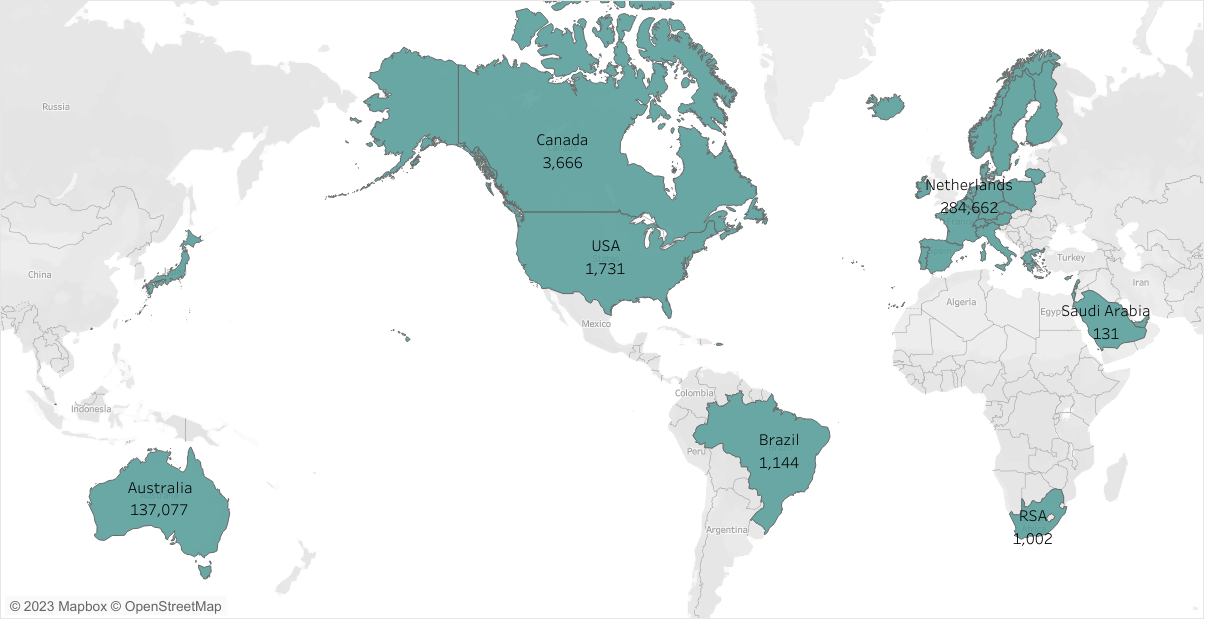 Russia
Canada
3,666
Netherlands
284,662
USA
1,731
Turkey
China
Iran
Algeria
Egypt
Saudi Arabia
131
Mexico
Colombia
Indonesia
Brazil
1,144
Peru
Australia
137,077
RSA
1,002
Argentina
© 2023 Mapbox © OpenStreetMap